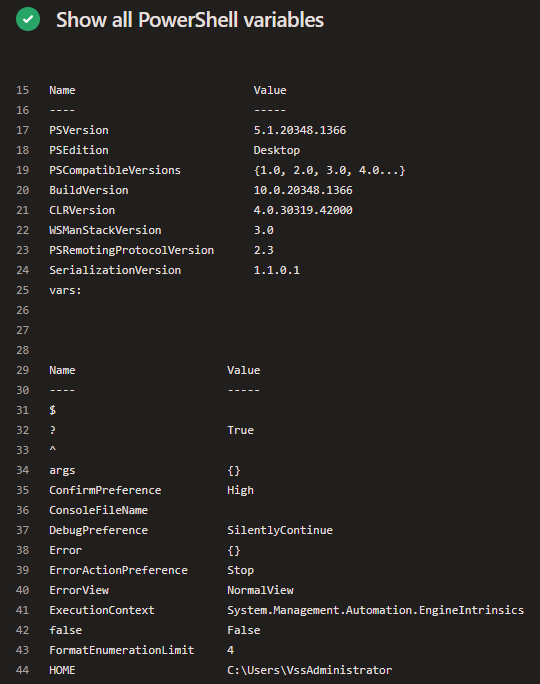 Show all PowerShell variables
15 Name Value
16 ---- -----
17 PSVersion 5.1.20348.1366
18 PSEdition Desktop
19 PSCompatibleVersions {1.0, 2.0, 3.0, 4.0...}
20 BuildVersion 10.0.20348.1366
21 CLRVersion 4.0.30319.42000
22 WSManStackVersion 3.0
23 PSRemotingProtocolVersion 2.3
24 SerializationVersion 1.1.0.1
25 vars:
26
27
28
29 Name Value
30 ---- -----
31 $
32 ? True
33 ^
34 args {}
35 ConfirmPreference High
36 ConsoleFileName
37 DebugPreference SilentlyContinue
38 Error {}
39 ErrorActionPreference Stop
40 ErrorView NormalView
41 ExecutionContext System.Management.Automation.EngineIntrinsics
42 false False
43 FormatEnumerationLimit 4
44 HOME C:\Users\VssAdministrator